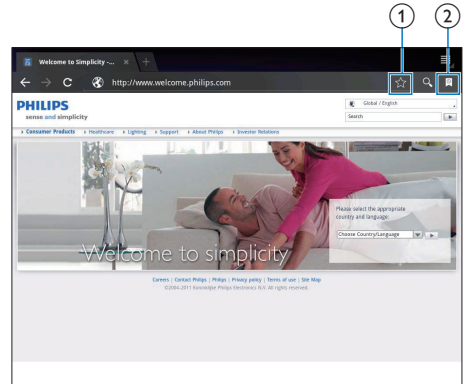 1 2
Welcome to Simplicity -... × +
http://www.welcome.philips.com
PHILIPS
sense and simplicity
Global / English
Search
Consumer Products Healthcare Lighting Support About Philips Investor Relations
Please select the appropriate
country and language:
Choose Country/Language
Welcome to simplicity
Careers | Contact Philips | Philips | Privacy policy | Terms of use | Site Map
©2004-2011 Koninklijke Philips Electronics N.V. All rights reserved.